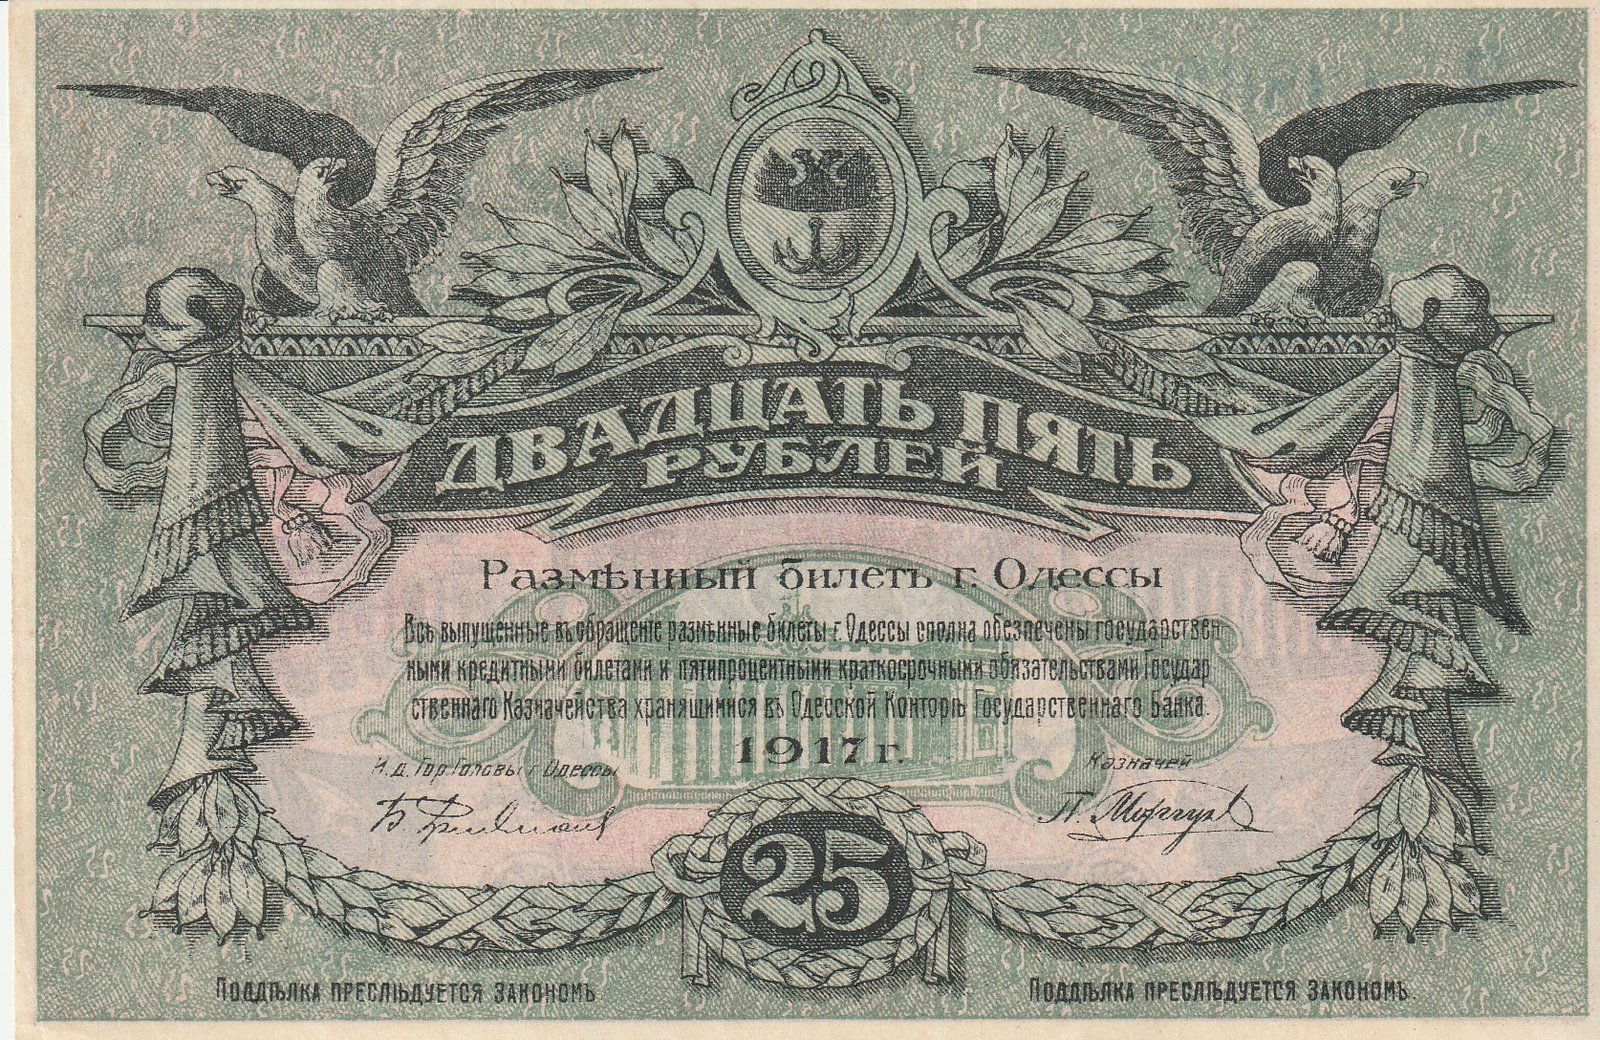 ДВАДЦАТЬ ПЯТЬ
РУБЛЕЙ
Размѣнный билетъ г. Одессы
Всѣ выпущенные въ обращенiе размѣнные билеты г. Одессы сполна обезпечены государствен
ными кредитными билетами и пятипроцентными краткосрочными обязательствами Государ
ственнаго Казначейства хранящимися въ Одесской Конторѣ Государственнаго Банка.
1917 г.
И.д. Гор. Головы г. Одессы
Казначей
25
Поддѣлка преслѣдуется закономъ
Поддѣлка преслѣдуется закономъ.